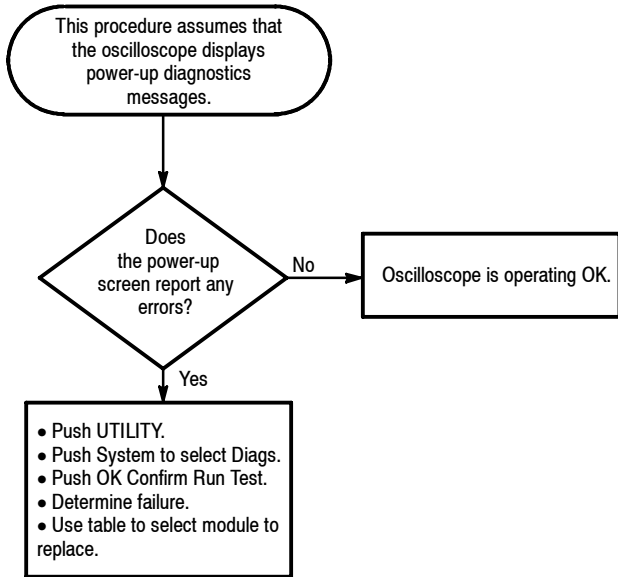 This procedure assumes that
the oscilloscope displays
power-up diagnostics
messages.
Does
the power-up
screen report any
errors?
No
Oscilloscope is operating OK.
Yes
● Push UTILITY.
● Push System to select Diags.
● Push OK Confirm Run Test.
● Determine failure.
● Use table to select module to
replace.